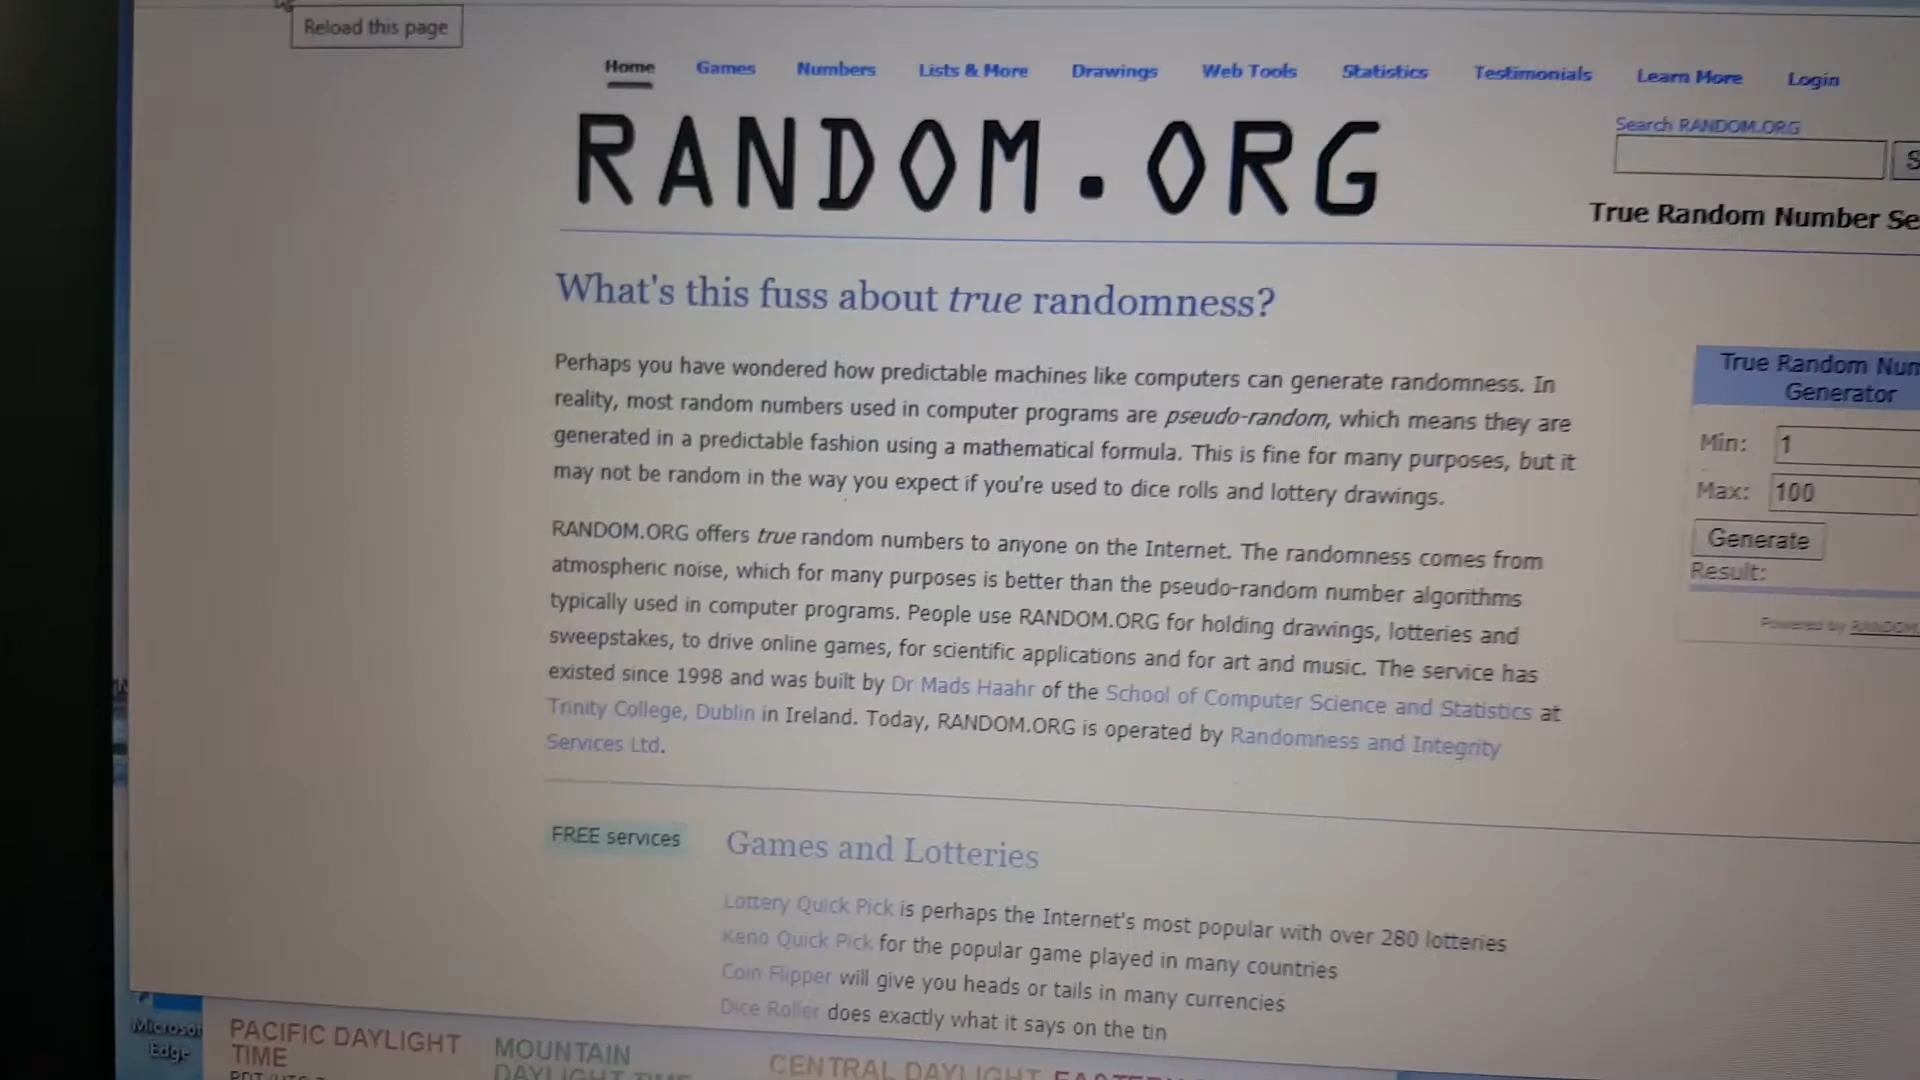 Reload this page
Home Games Numbers Lists & More Drawings Web Tools Statistics Testimonials Learn More Login
RANDOM.ORG
Search RANDOM.ORG
S
True Random Number Se
What's this fuss about true randomness?
Perhaps you have wondered how predictable machines like computers can generate randomness. In
reality, most random numbers used in computer programs are pseudo-random, which means they are
generated in a predictable fashion using a mathematical formula. This is fine for many purposes, but it
may not be random in the way you expect if you're used to dice rolls and lottery drawings.
RANDOM.ORG offers true random numbers to anyone on the Internet. The randomness comes from
atmospheric noise, which for many purposes is better than the pseudo-random number algorithms
typically used in computer programs. People use RANDOM.ORG for holding drawings, lotteries and
sweepstakes, to drive online games, for scientific applications and for art and music. The service has
existed since 1998 and was built by Dr Mads Haahr of the School of Computer Science and Statistics at
Trinity College, Dublin in Ireland. Today, RANDOM.ORG is operated by Randomness and Integrity
Services Ltd.
True Random Num
Generator
Min: 1
Max: 100
Generate
Result:
Powered by RANDOM
FREE services
Games and Lotteries
Lottery Quick Pick is perhaps the Internet's most popular with over 280 lotteries
Keno Quick Pick for the popular game played in many countries
Coin Flipper will give you heads or tails in many currencies
Dice Roller does exactly what it says on the tin
Microsof
Edge
PACIFIC DAYLIGHT
TIME
MOUNTAIN
DAYLIGHT TIME
CENTRAL DAYLIGHT